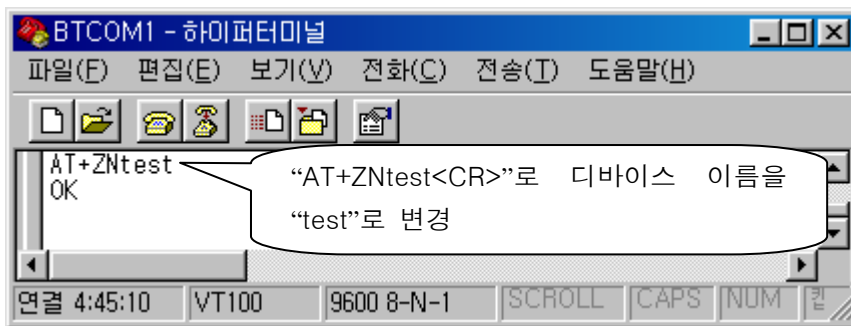 BTCOM1 - 하이퍼터미널
파일(F) 편집(E) 보기(V) 전화(C) 전송(T) 도움말(H)
AT+ZNtest
OK
“AT+ZNtest<CR>”로 디바이스 이름을
“test”로 변경
연결 4:45:10 VT100 9600 8-N-1 SCROLL CAPS NUM